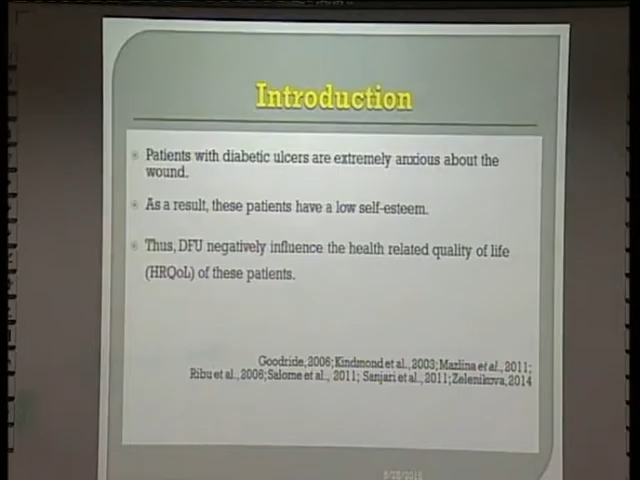 Introduction
Patients with diabetic ulcers are extremely anxious about the
wound.
As a result, these patients have a low self-esteem.
Thus, DFU negatively influence the health related quality of life
(HRQoL) of these patients.
Goodride, 2006; Kindmond et al., 2003; Mazlina et al., 2011;
Ribu et al., 2006; Salome et al., 2011; Sanjari et al., 2011; Zelenikova, 2014